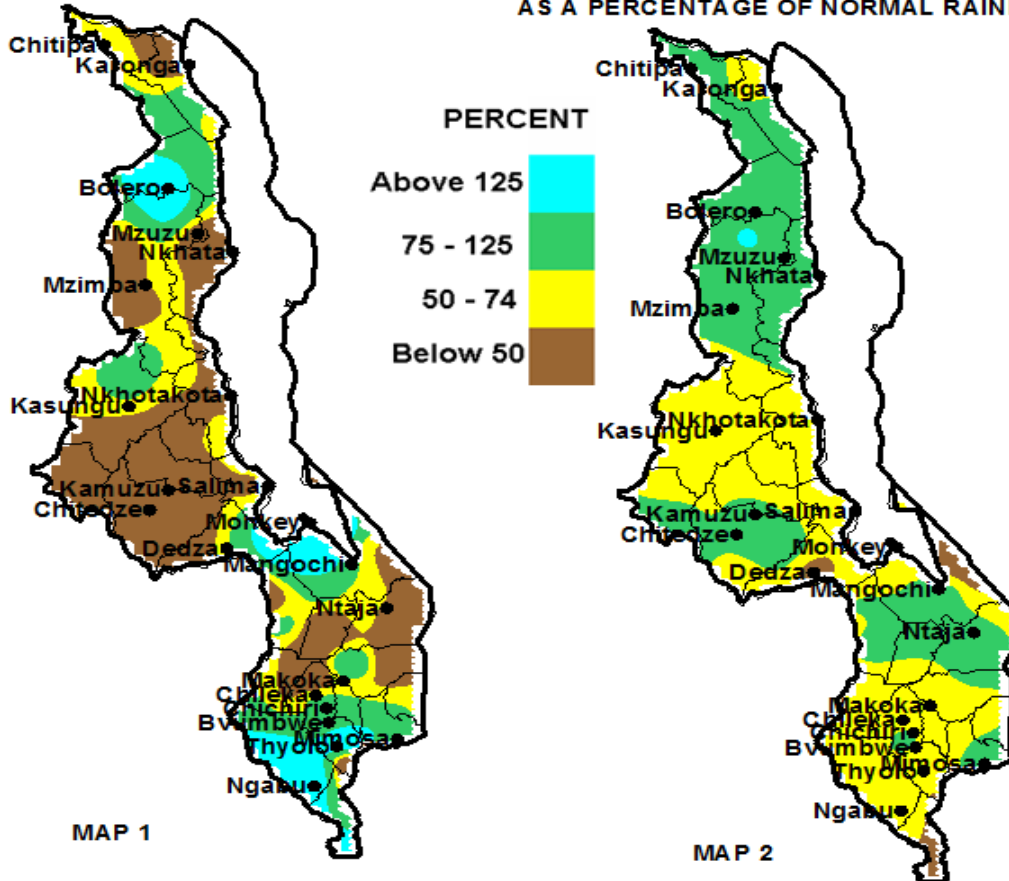 AS A PERCENTAGE OF NORMAL RAIN
Chitipa
Karonga
Bolero
Mzuzu
Nkhata
Mzimba
Nkhotakota
Kasungu
Kamuzu
Salima
Chitedze
Monkey
Dedza
Mangochi
Ntaja
Makoka
Chileka
Chichiri
Bvumbwe
Mimosa
Thyolo
Ngabu
MAP 1
PERCENT
Above 125
75 - 125
50 - 74
Below 50
Chitipa
Karonga
Bolero
Mzuzu
Nkhata
Mzimba
Nkhotakota
Kasungu
Kamuzu
Salima
Chitedze
Monkey
Dedza
Mangochi
Ntaja
Makoka
Chileka
Chichiri
Bvumbwe
Mimosa
Thyolo
Ngabu
MAP 2